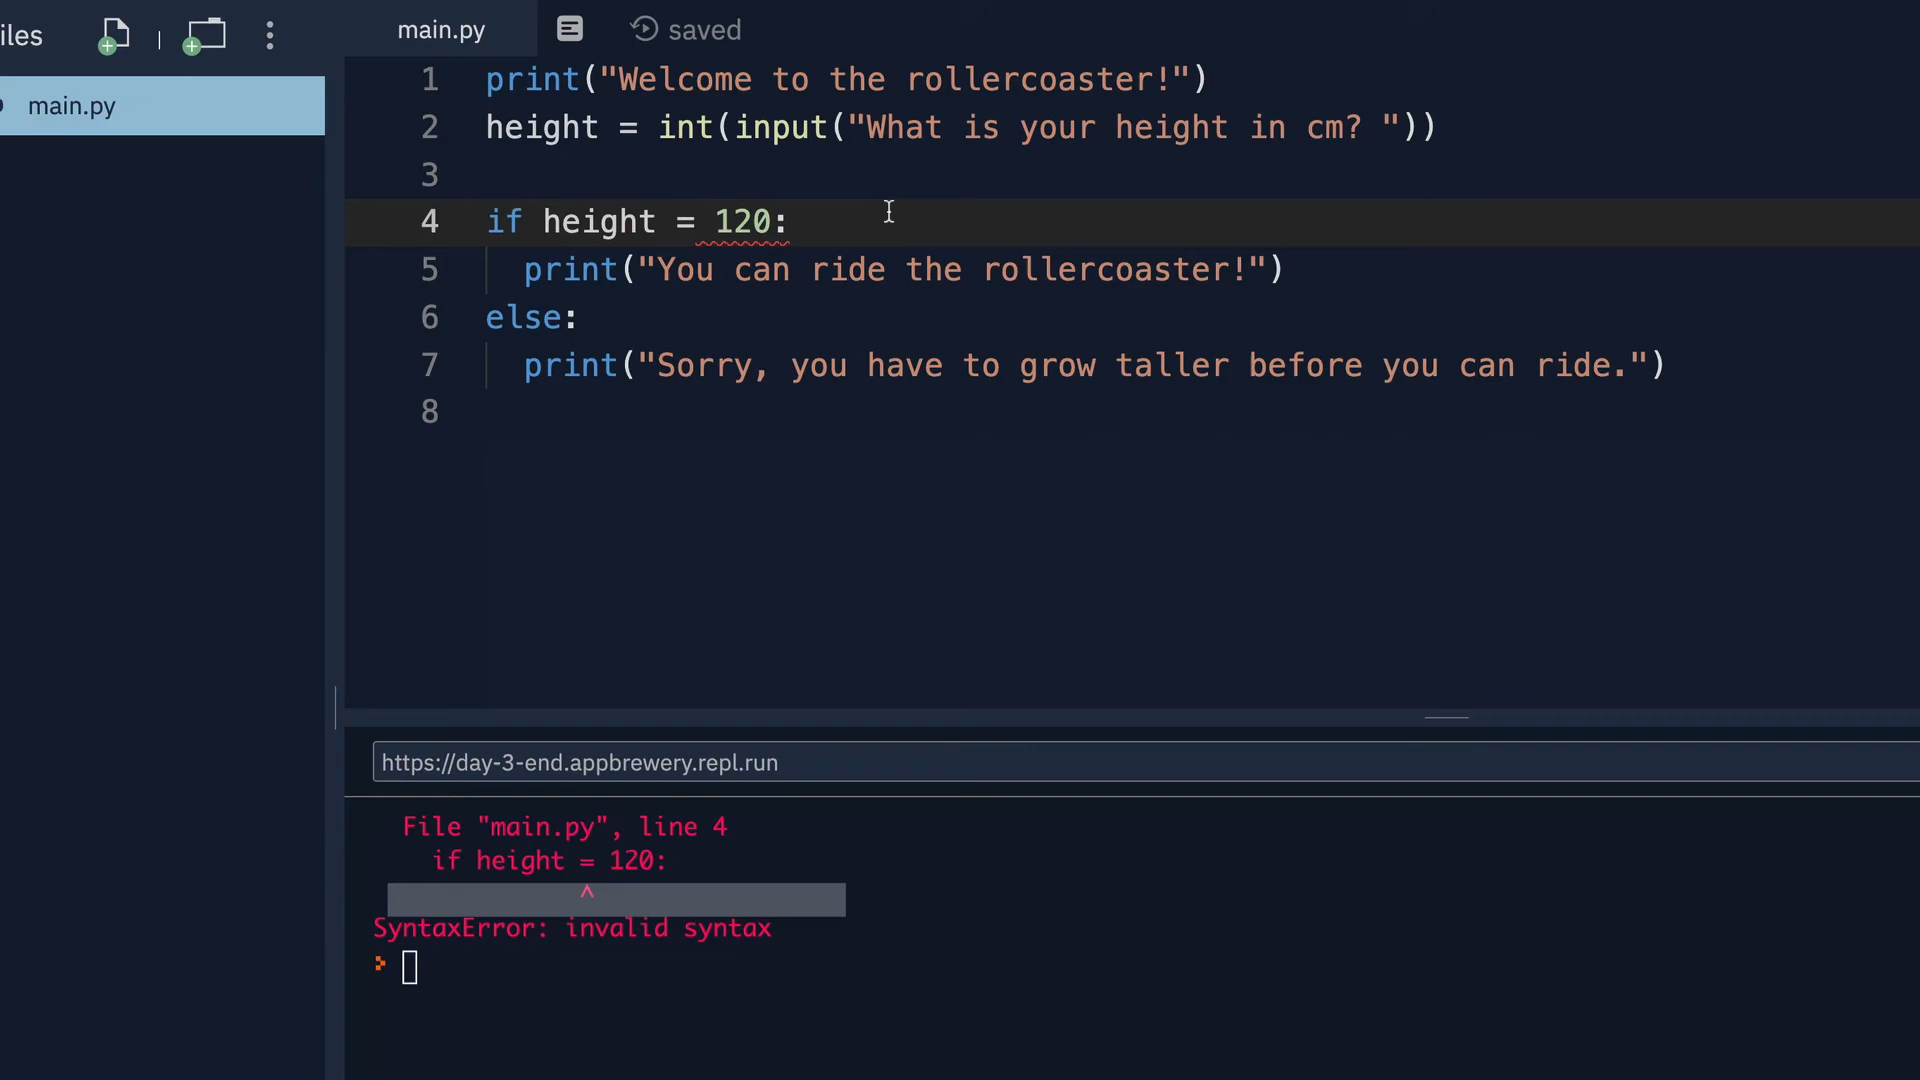 iles
main.py
saved
main.py
1 print("Welcome to the rollercoaster!")
2 height = int(input("What is your height in cm? "))
3
4 if height = 120:
5 print("You can ride the rollercoaster!")
6 else:
7 print("Sorry, you have to grow taller before you can ride.")
8
https://day-3-end.appbrewery.repl.run
File "main.py", line 4
if height = 120:
^
SyntaxError: invalid syntax